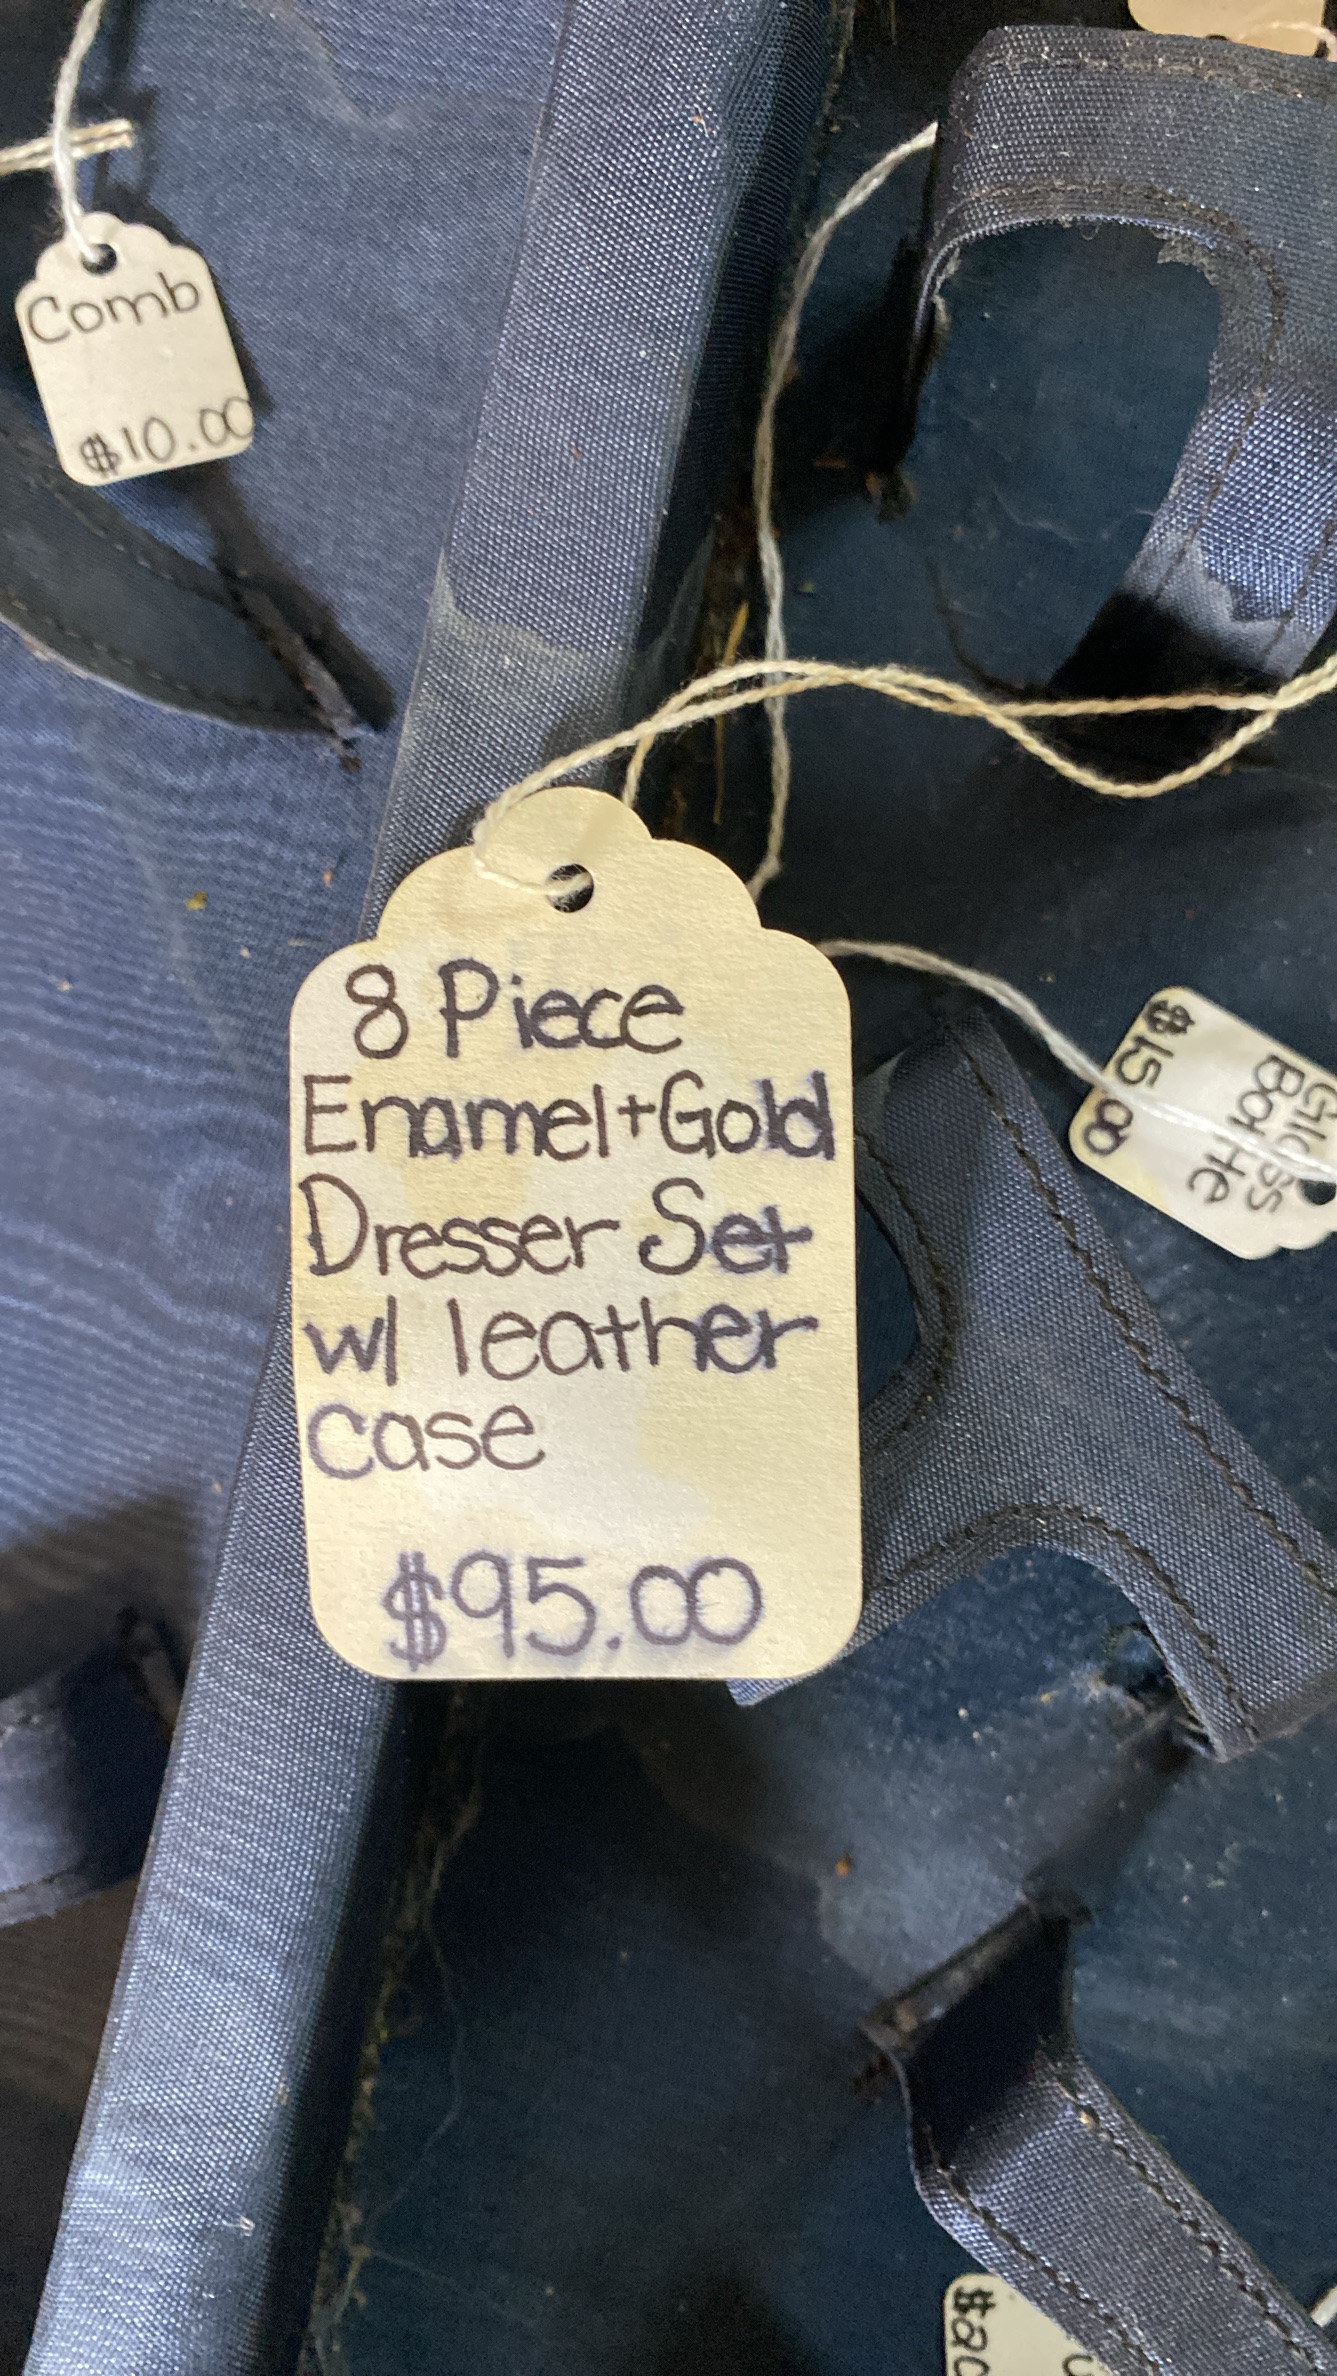 Comb
$10.00
8 Piece
Enamel+Gold
Dresser Set
w/ leather
case
$95.00
Glass
Bottle
$15.00